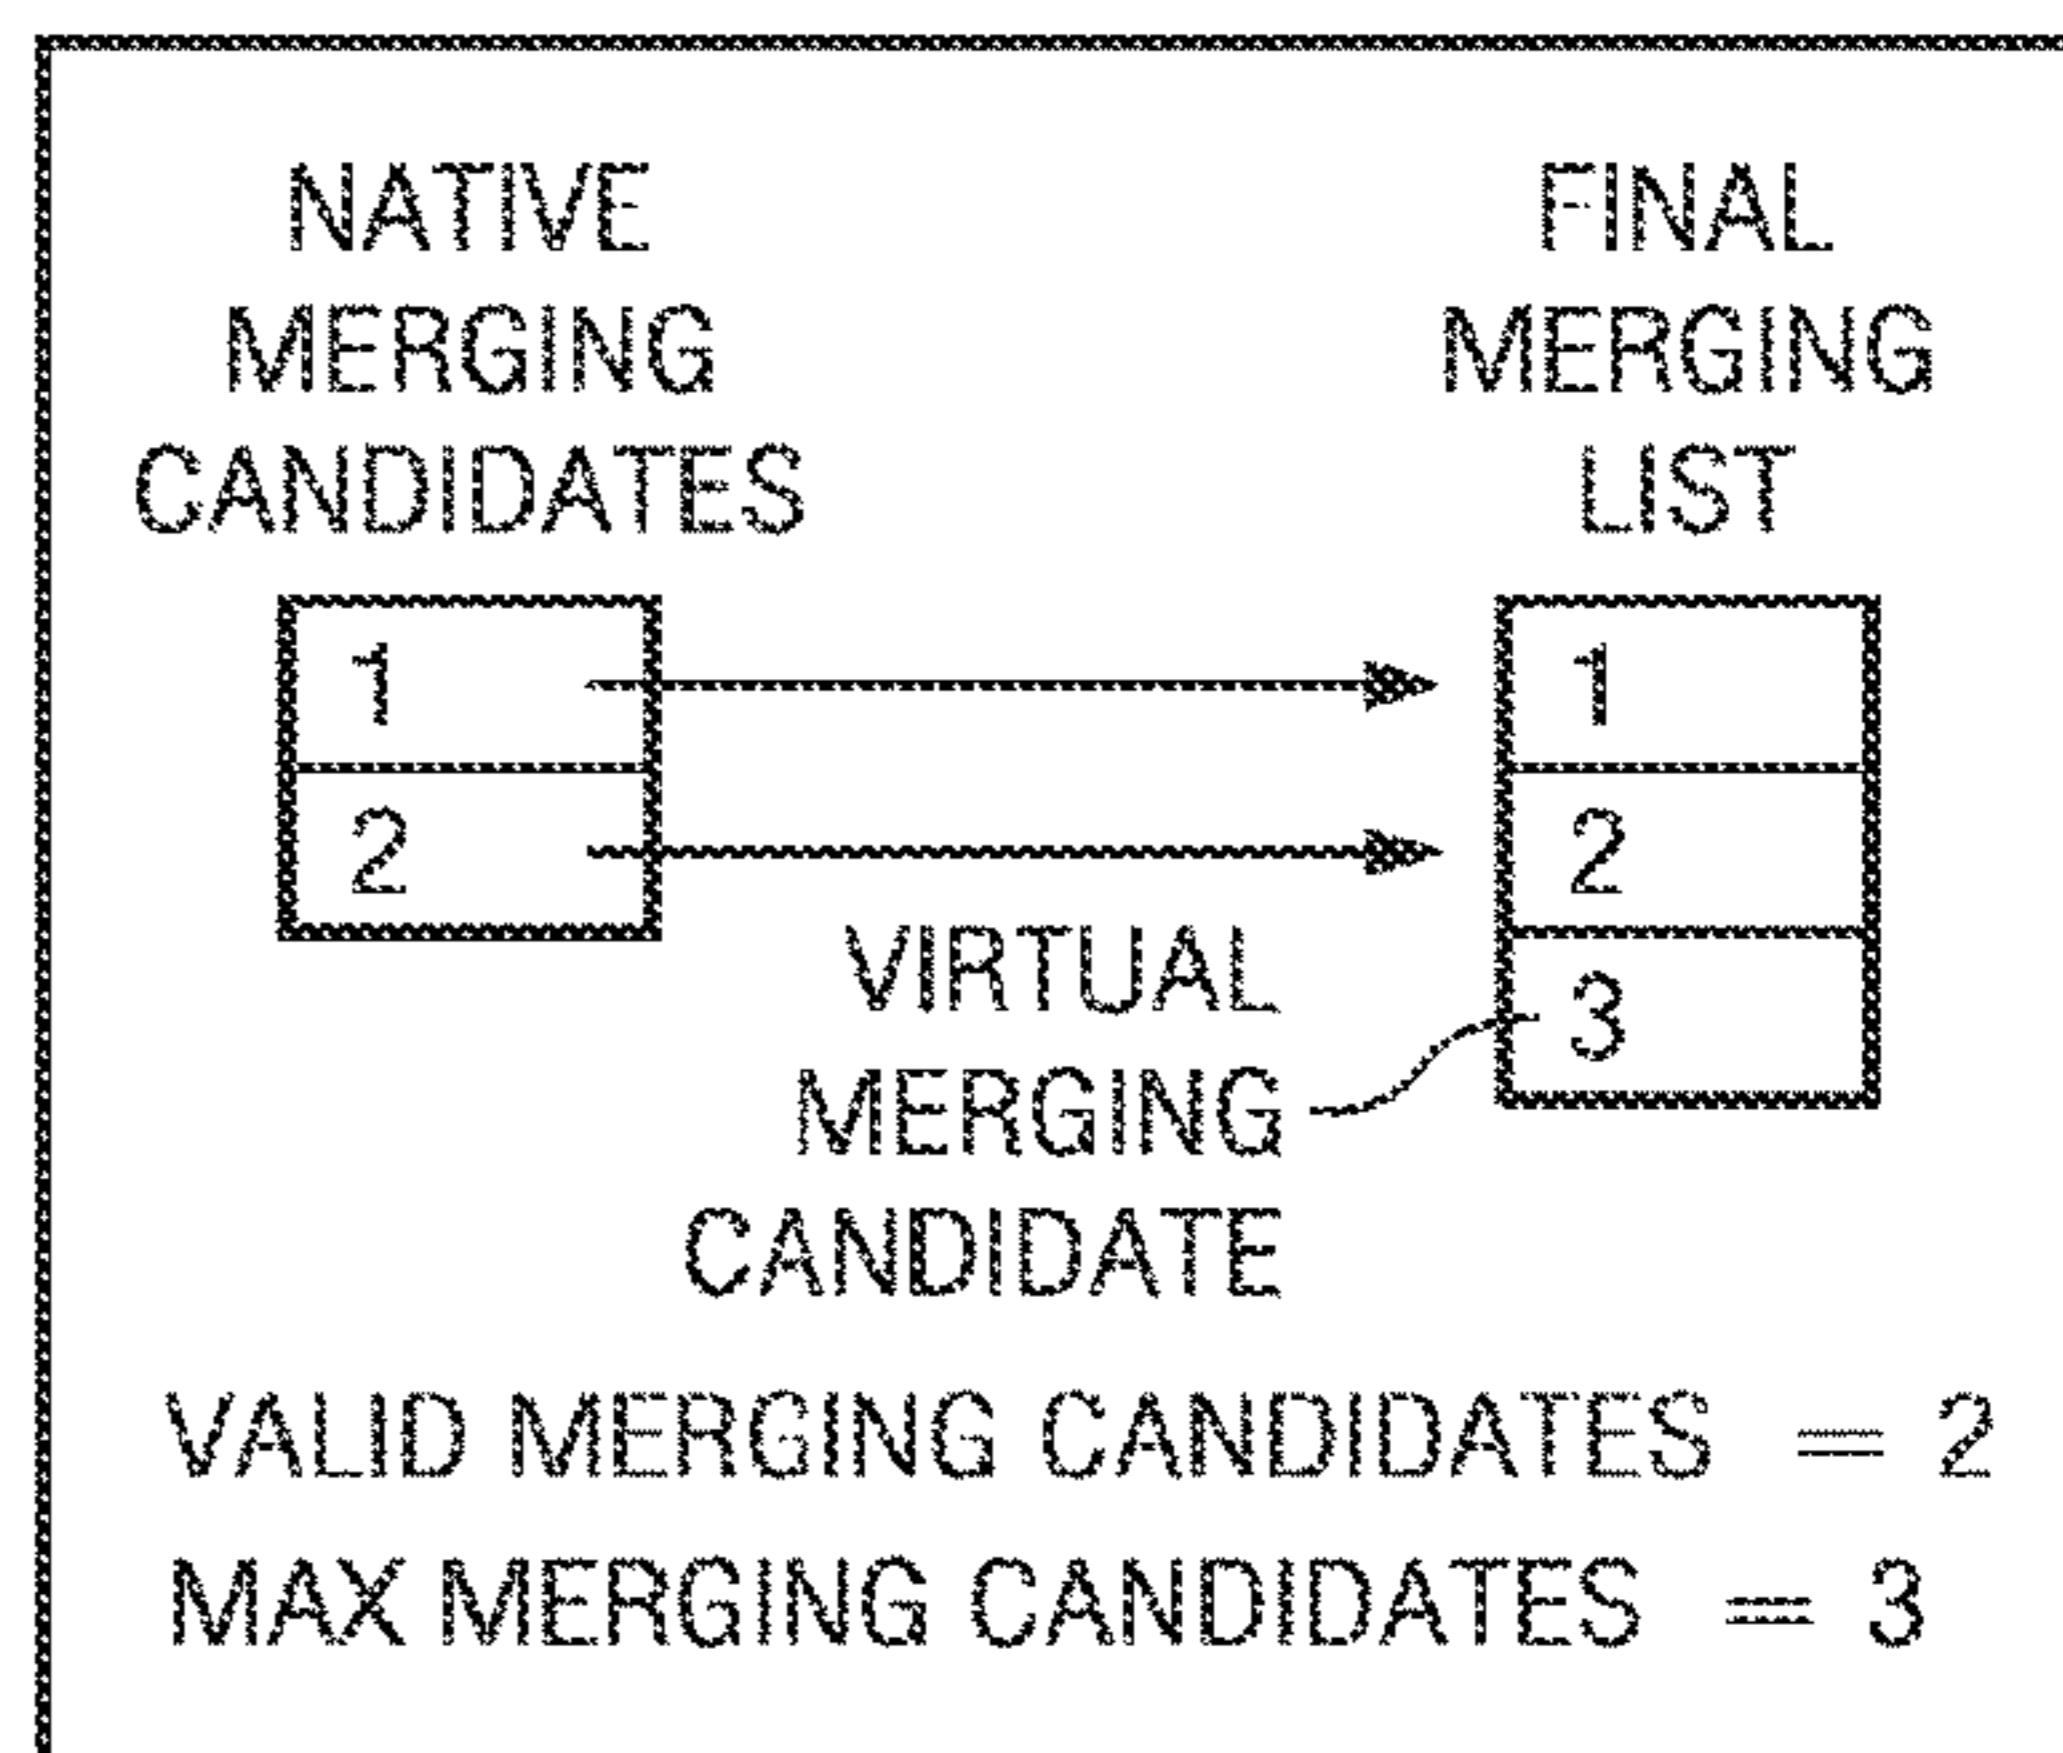 NATIVE
MERGING
CANDIDATES
FINAL
MERGING
LIST
1
2
1
2
3
VIRTUAL
MERGING
CANDIDATE
VALID MERGING CANDIDATES = 2
MAX MERGING CANDIDATES = 3